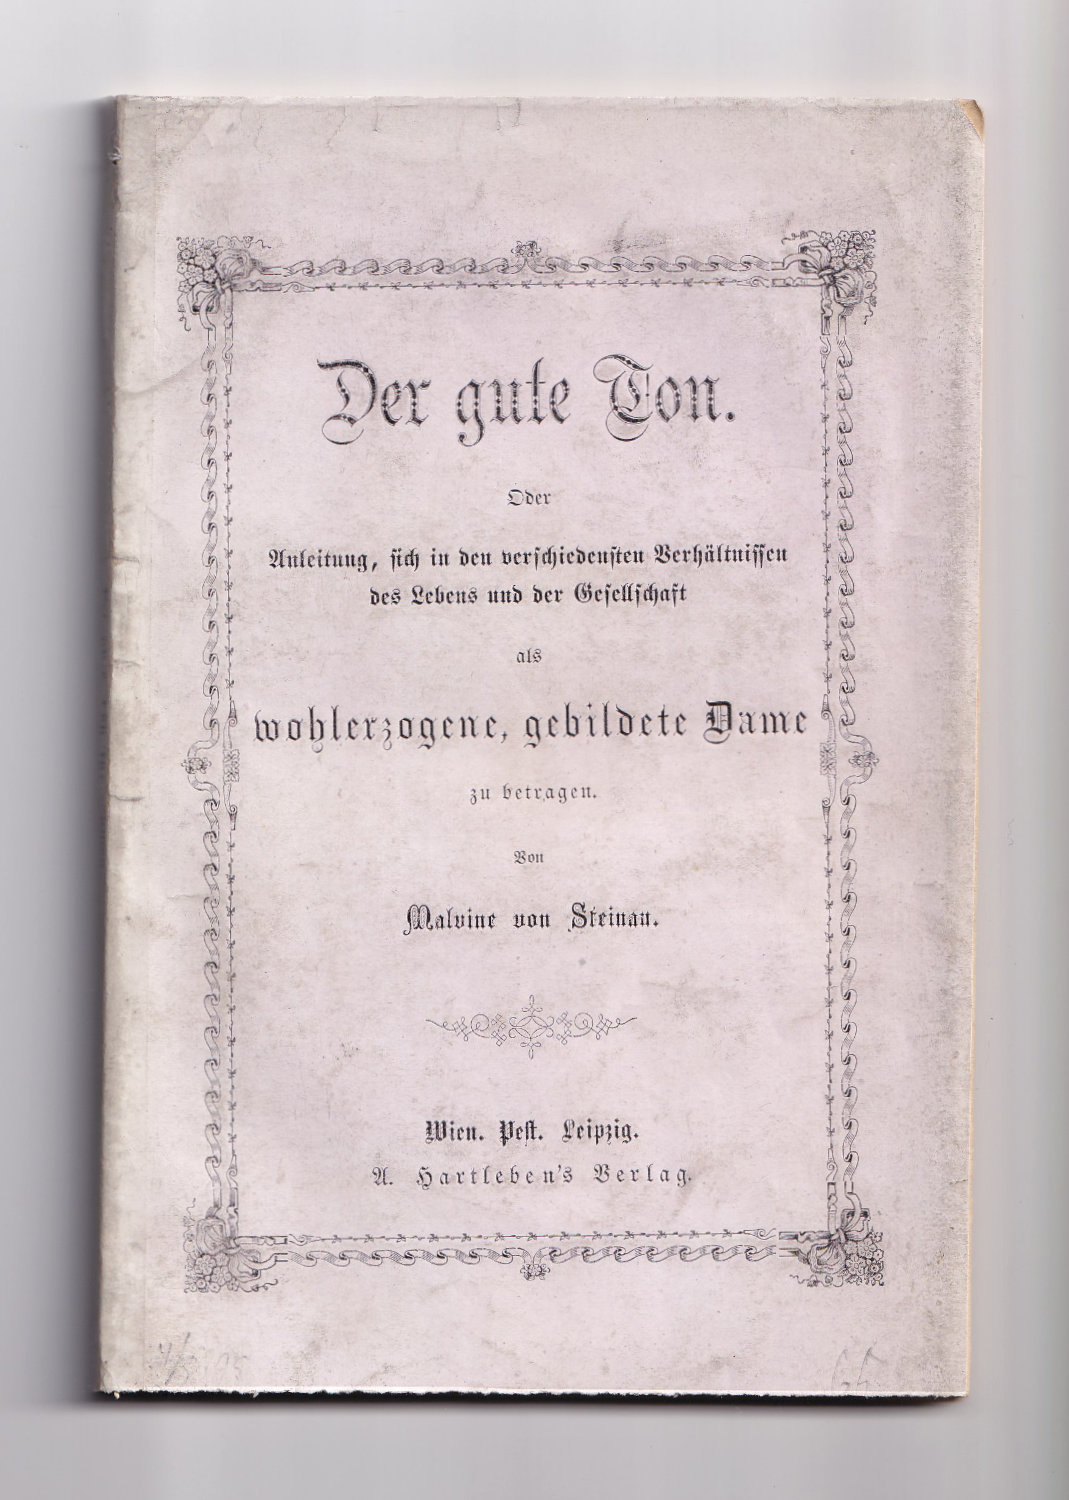 Der gute Ton.
Oder
Anleitung, sich in den verschiedensten Verhältnissen
des Lebens und der Gesellschaft
als
wohlerzogene, gebildete Dame
zu betragen.
Von
Malvine von Steinau.
Wien. Pest. Leipzig.
A. Hartleben's Verlag.